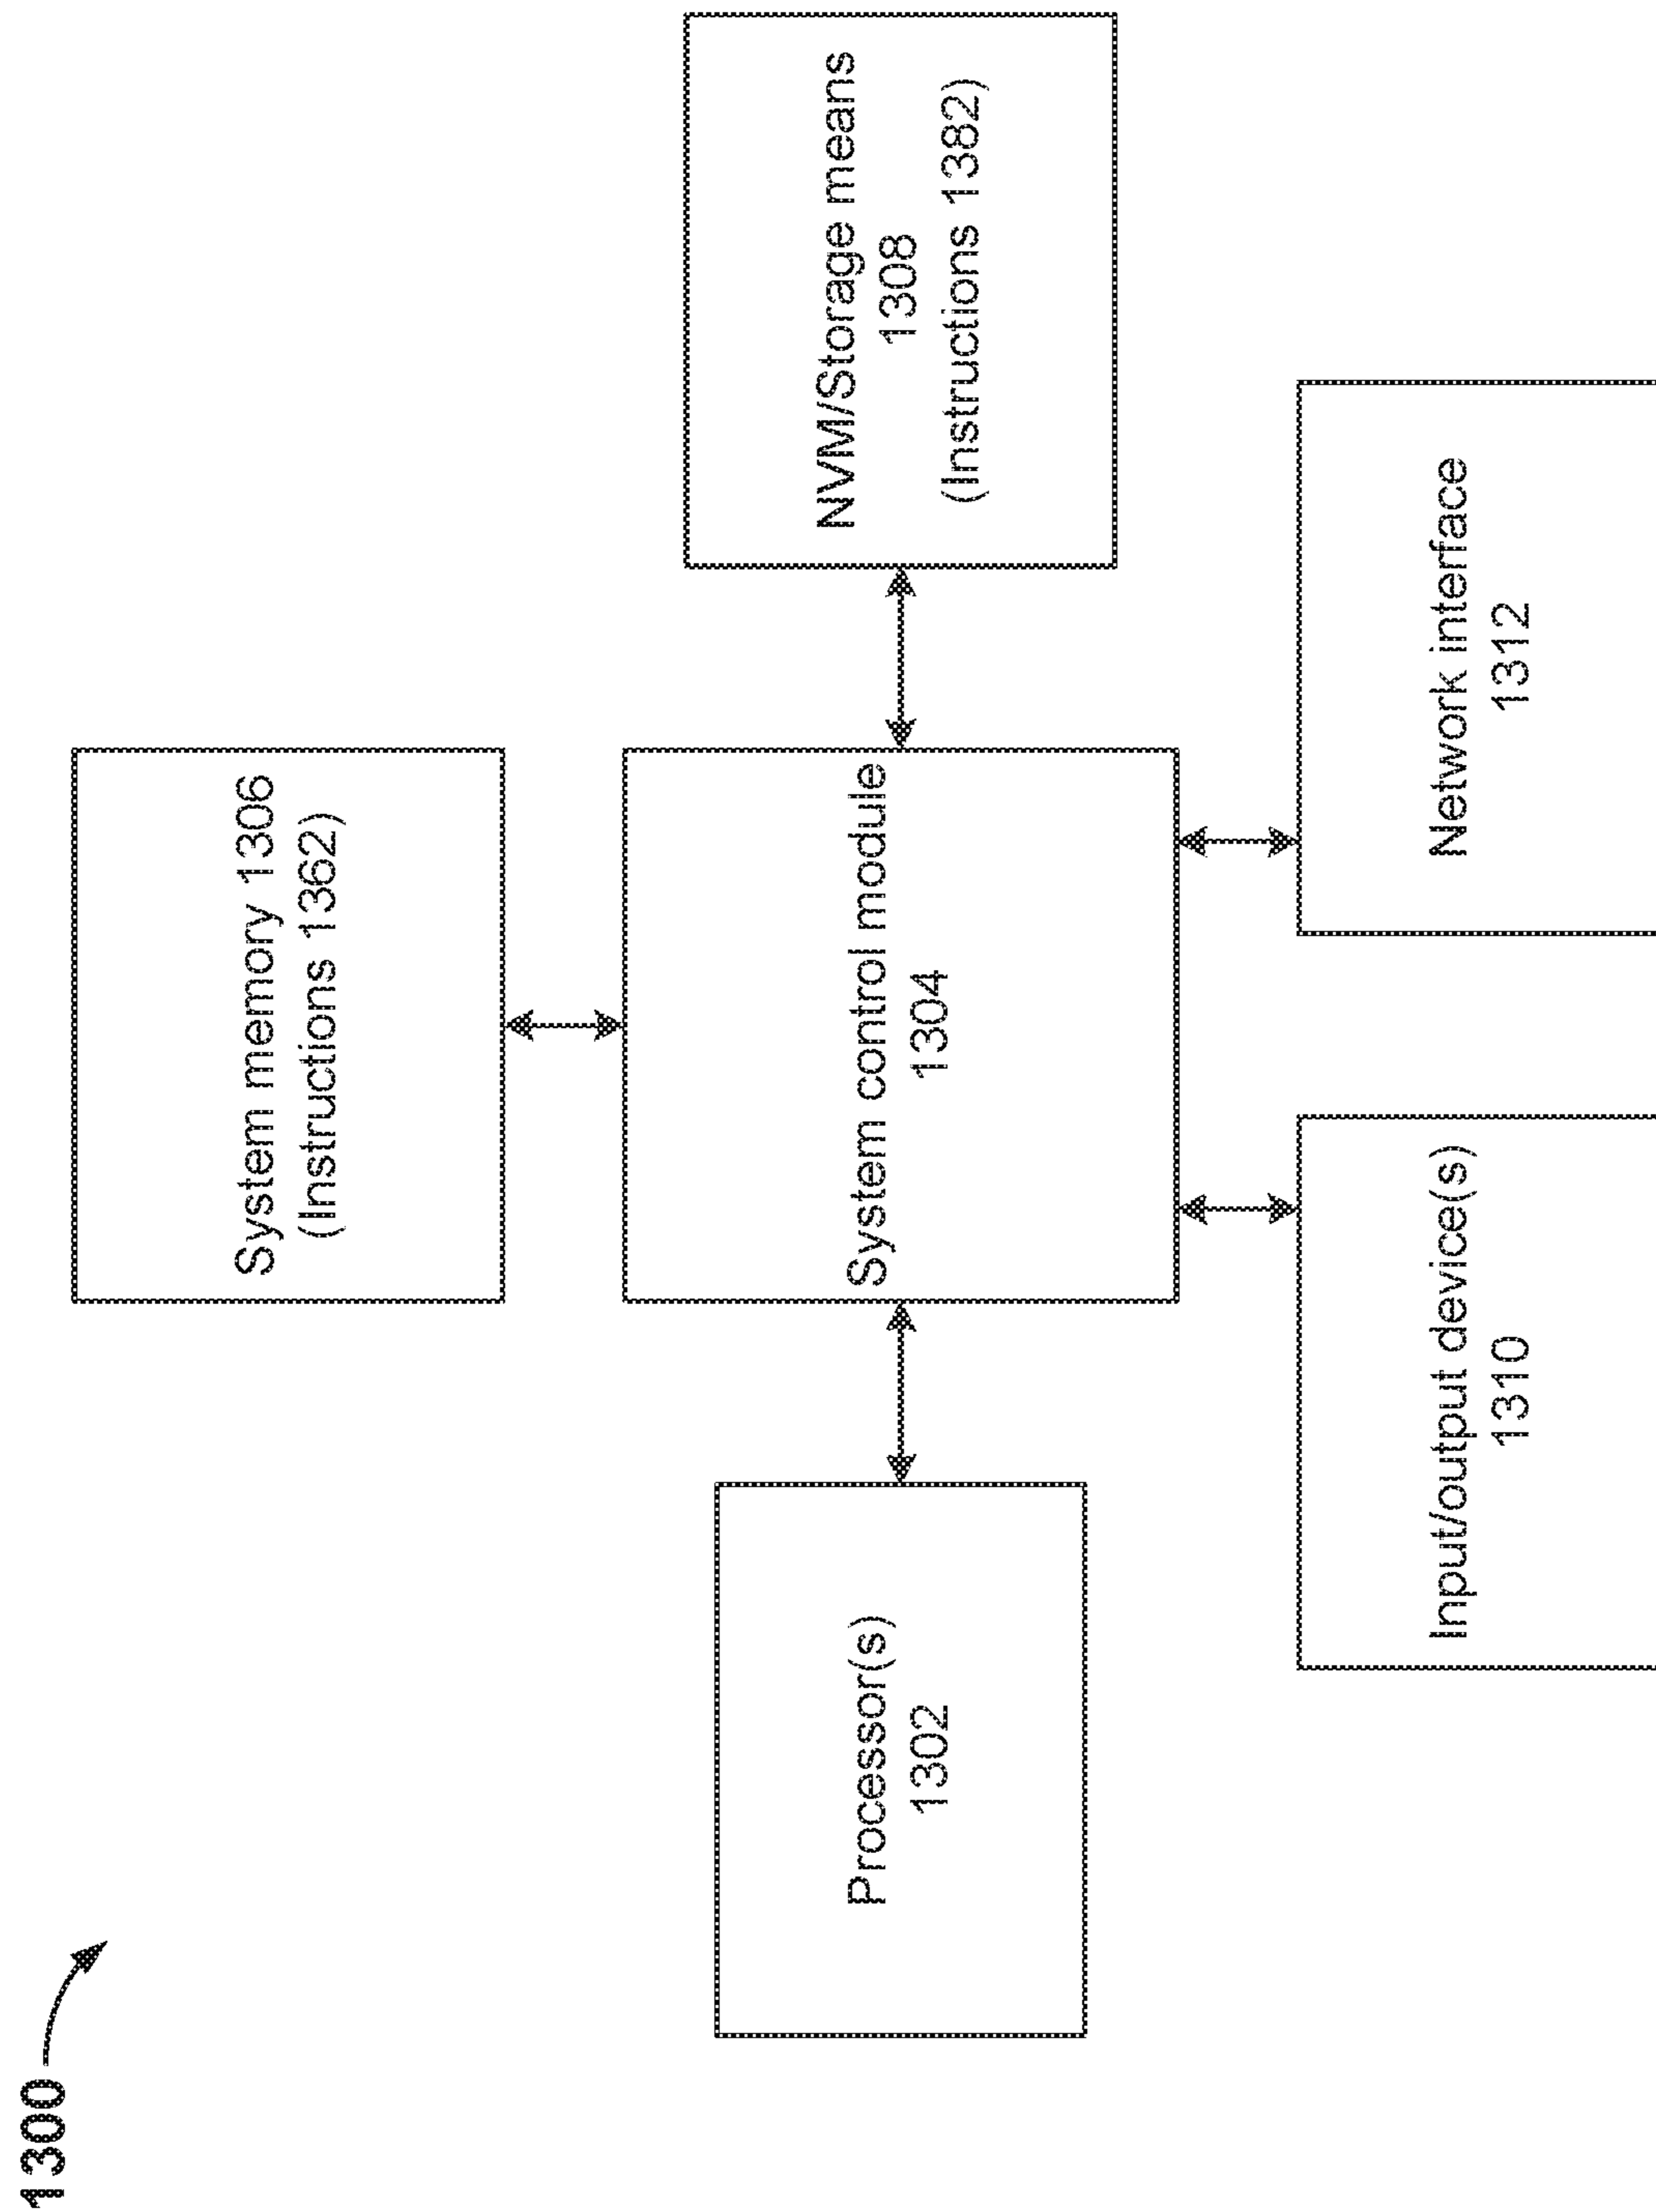 1300
System memory 1306
(Instructions 1362)
Processor(s)
1302
System control module
1304
NVM/Storage means
1308
(Instructions 1382)
Input/output device(s)
1310
Network interface
1312